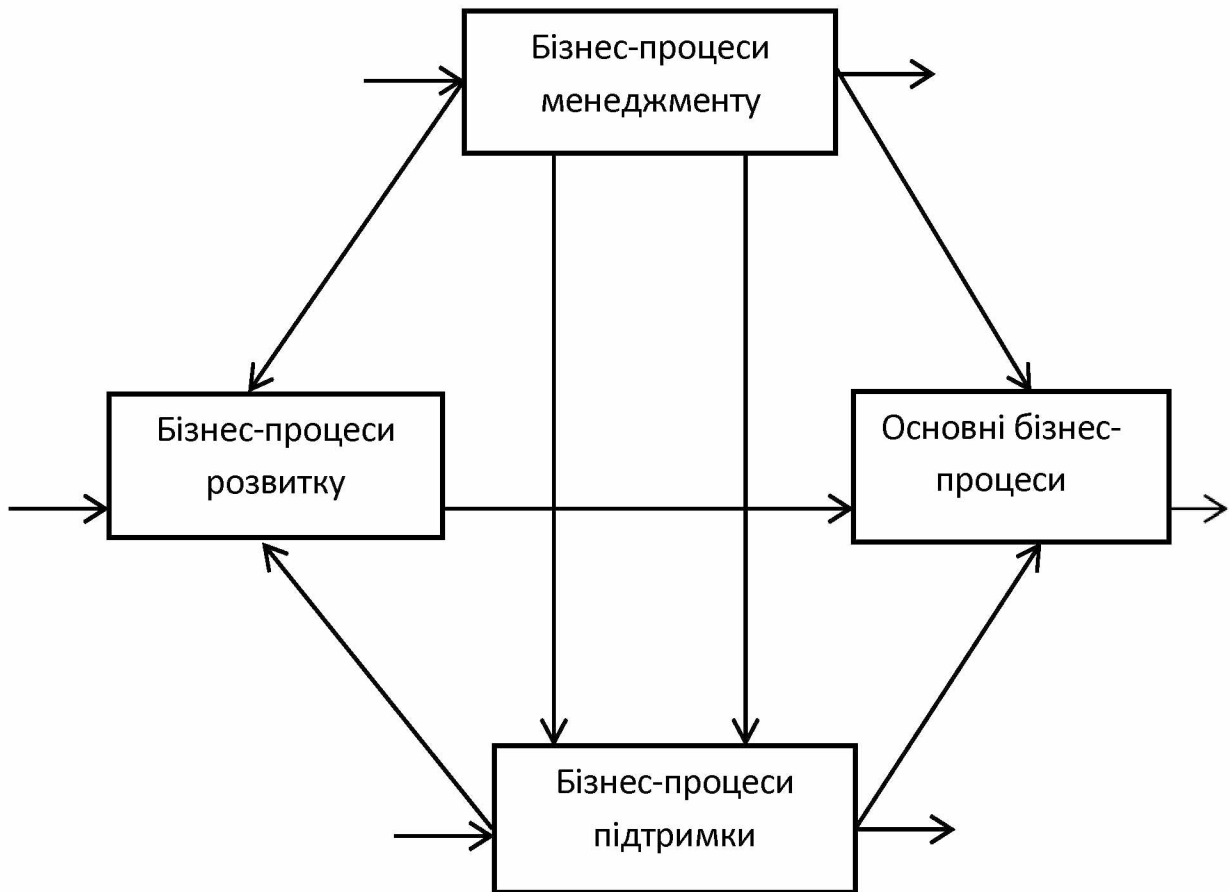 Бізнес-процеси
менеджменту
Бізнес-процеси
розвитку
Основні бізнес-
процеси
Бізнес-процеси
підтримки